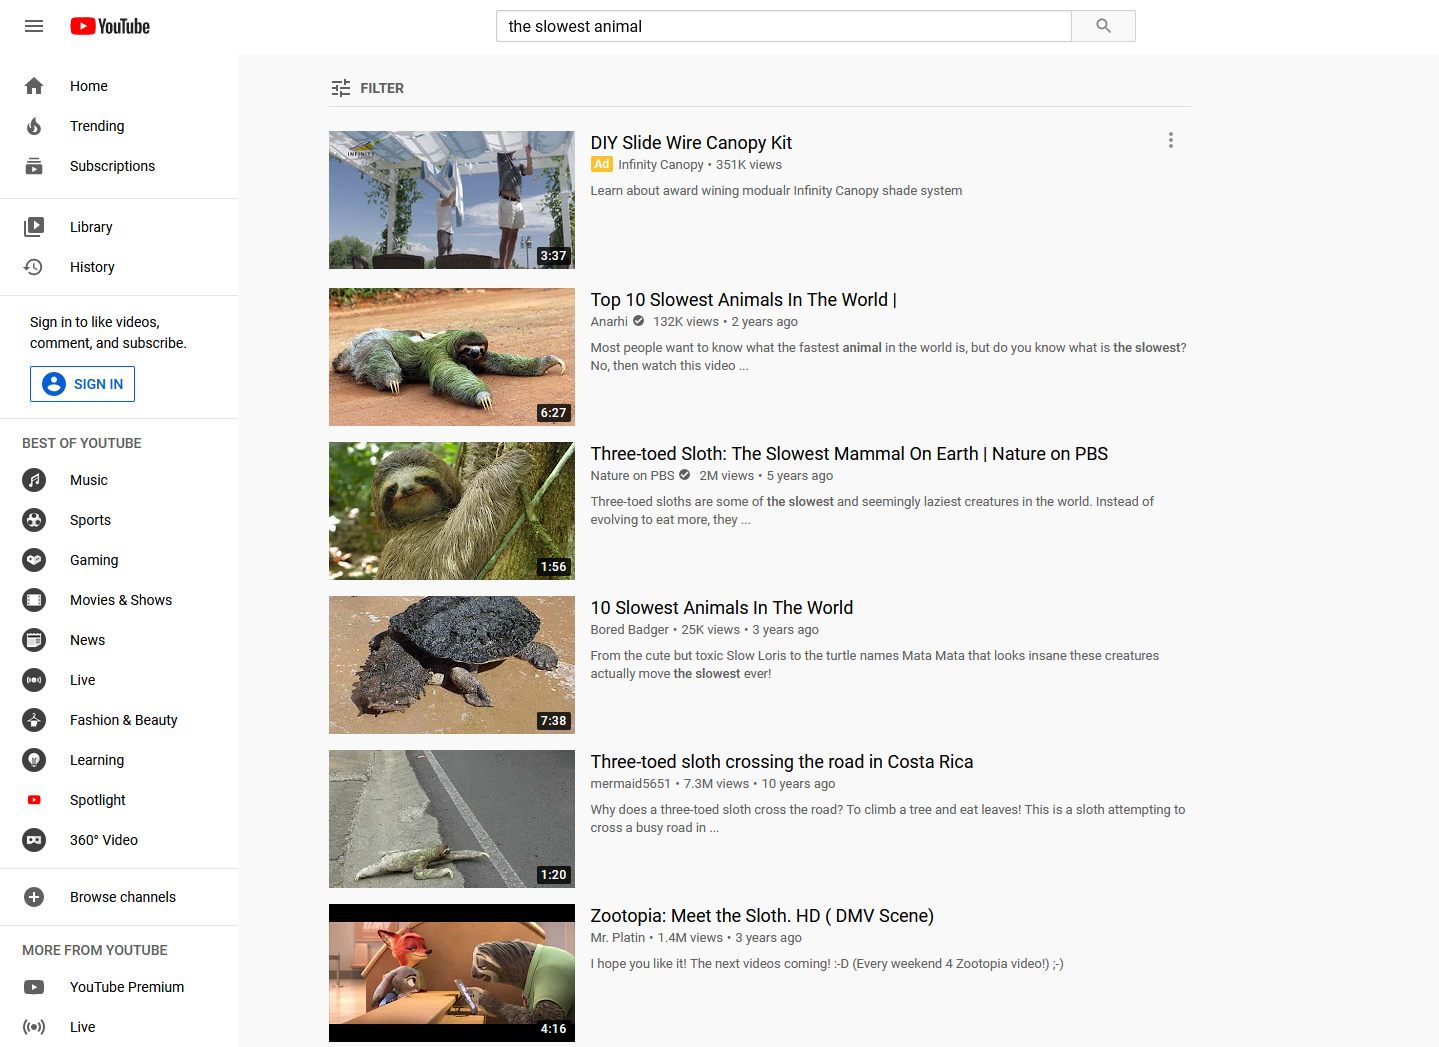 YouTube
the slowest animal
Home
Trending
Subscriptions
Library
History
Sign in to like videos,
comment, and subscribe.
SIGN IN
BEST OF YOUTUBE
Music
Sports
Gaming
Movies & Shows
News
Live
Fashion & Beauty
Learning
Spotlight
360° Video
Browse channels
MORE FROM YOUTUBE
YouTube Premium
Live
FILTER
INFINITY
3:37
DIY Slide Wire Canopy Kit
Ad Infinity Canopy • 351K views
Learn about award wining modualr Infinity Canopy shade system
6:27
Top 10 Slowest Animals In The World |
Anarhi 132K views • 2 years ago
Most people want to know what the fastest animal in the world is, but do you know what is the slowest?
No, then watch this video ...
1:56
Three-toed Sloth: The Slowest Mammal On Earth | Nature on PBS
Nature on PBS 2M views • 5 years ago
Three-toed sloths are some of the slowest and seemingly laziest creatures in the world. Instead of
evolving to eat more, they ...
7:38
10 Slowest Animals In The World
Bored Badger • 25K views • 3 years ago
From the cute but toxic Slow Loris to the turtle names Mata Mata that looks insane these creatures
actually move the slowest ever!
1:20
Three-toed sloth crossing the road in Costa Rica
mermaid5651 • 7.3M views • 10 years ago
Why does a three-toed sloth cross the road? To climb a tree and eat leaves! This is a sloth attempting to
cross a busy road in ...
4:16
Zootopia: Meet the Sloth. HD ( DMV Scene)
Mr. Platin • 1.4M views • 3 years ago
I hope you like it! The next videos coming! :-D (Every weekend 4 Zootopia video!) ;-)